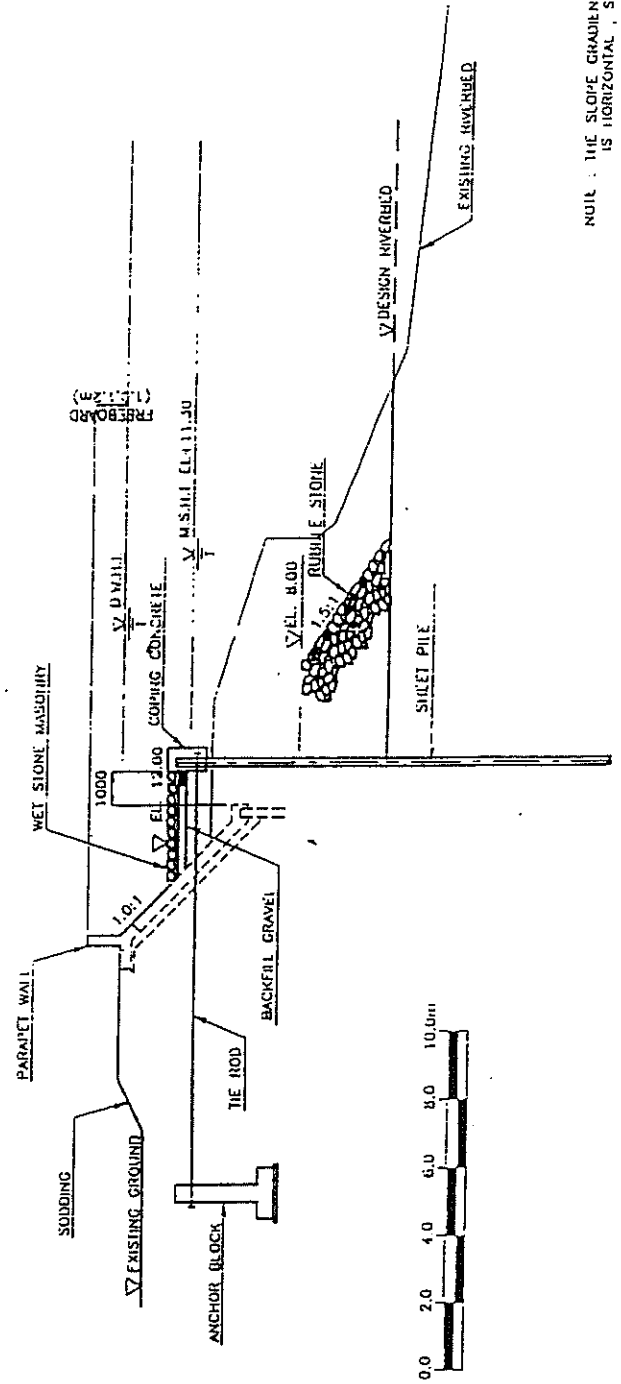 SODDING
PARAPET WALL
WET STONE MASONRY
1000
FREEBOARD
EXISTING GROUND
1.0:1
EL. 12.00
COPING CONCRETE
D.W.H.L
ANCHOR BLOCK
TIE ROD
BACKFILL GRAVEL
EL. 8.00
1.5:1
RUBBLE STONE
SHEET PILE
DESIGN RIVERBED
EXISTING RIVERBED
0.0 2.0 4.0 6.0 8.0 10.0m
NOTE : THE SLOPE GRADIEN
IS HORIZONTAL , S